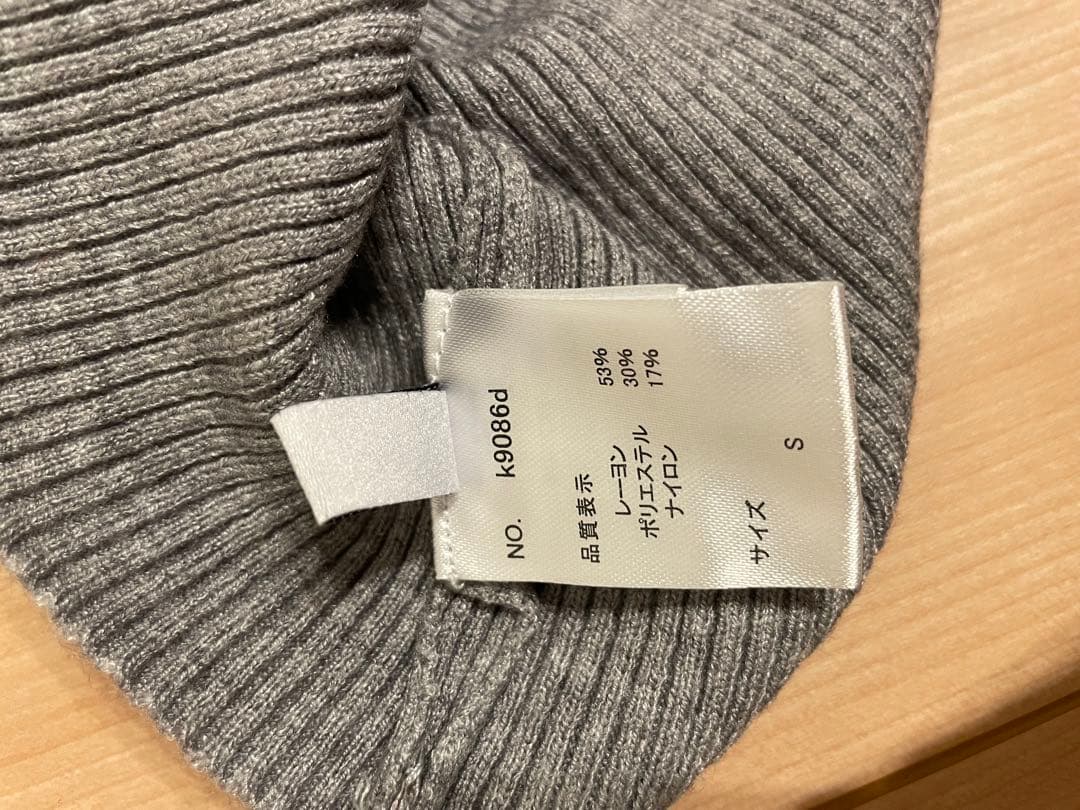 NO. k9086d
品質表示
レーヨン 53%
ポリエステル 30%
ナイロン 17%
サイズ S